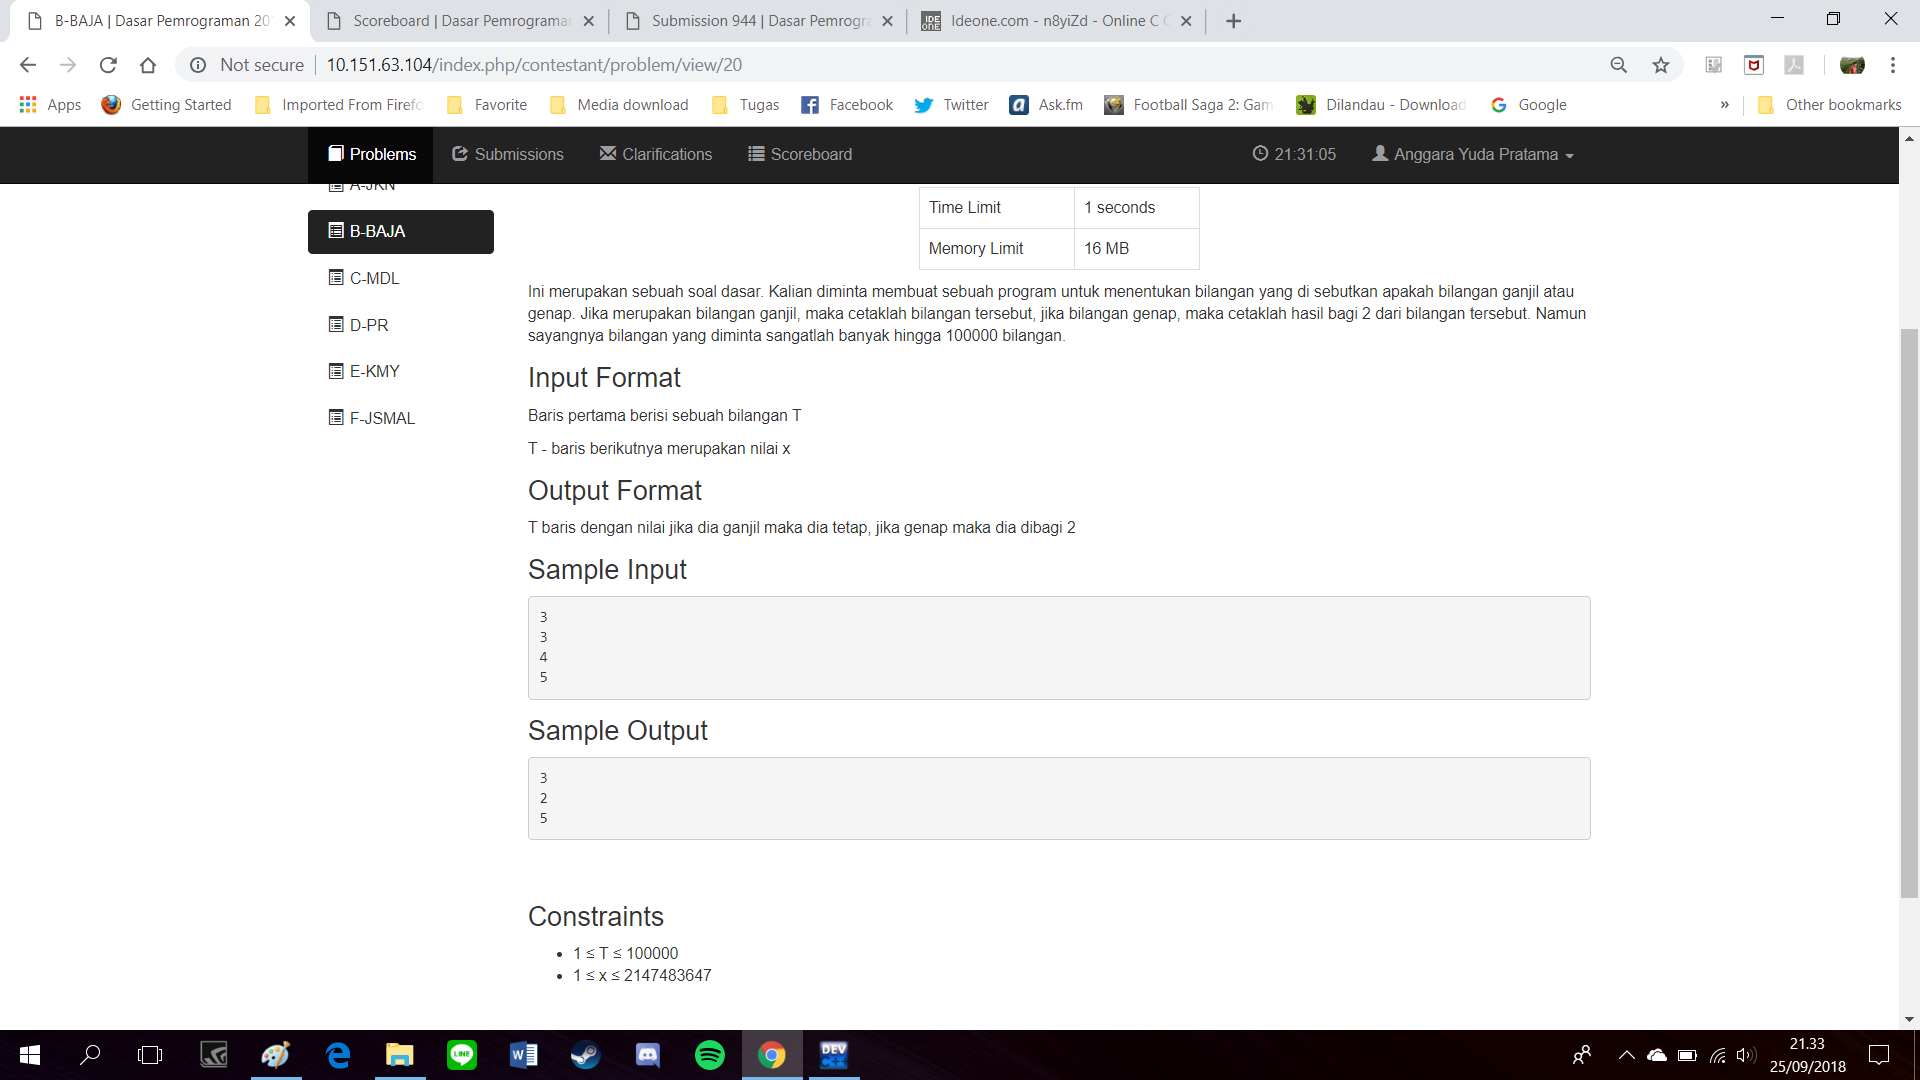 B-BAJA | Dasar Pemrograman 20
Scoreboard | Dasar Pemrograman
Submission 944 | Dasar Pemrogra
Ideone.com - n8yiZd - Online C
Not secure
10.151.63.104/index.php/contestant/problem/view/20
Apps
Getting Started
Imported From Firefo
Favorite
Media download
Tugas
Facebook
Twitter
Ask.fm
Football Saga 2: Gam
Dilandau - Download
Google
»
Other bookmarks
Problems
Submissions
Clarifications
Scoreboard
21:31:05
Anggara Yuda Pratama
A-JKN
B-BAJA
C-MDL
D-PR
E-KMY
F-JSMAL
Time Limit 1 seconds
Memory Limit 16 MB
Ini merupakan sebuah soal dasar. Kalian diminta membuat sebuah program untuk menentukan bilangan yang di sebutkan apakah bilangan ganjil atau
genap. Jika merupakan bilangan ganjil, maka cetaklah bilangan tersebut, jika bilangan genap, maka cetaklah hasil bagi 2 dari bilangan tersebut. Namun
sayangnya bilangan yang diminta sangatlah banyak hingga 100000 bilangan.
Input Format
Baris pertama berisi sebuah bilangan T
T - baris berikutnya merupakan nilai x
Output Format
T baris dengan nilai jika dia ganjil maka dia tetap, jika genap maka dia dibagi 2
Sample Input
3
3
4
5
Sample Output
3
2
5
Constraints
• 1 ≤ T ≤ 100000
• 1 ≤ x ≤ 2147483647
LINE
DEV
C++
21.33
25/09/2018